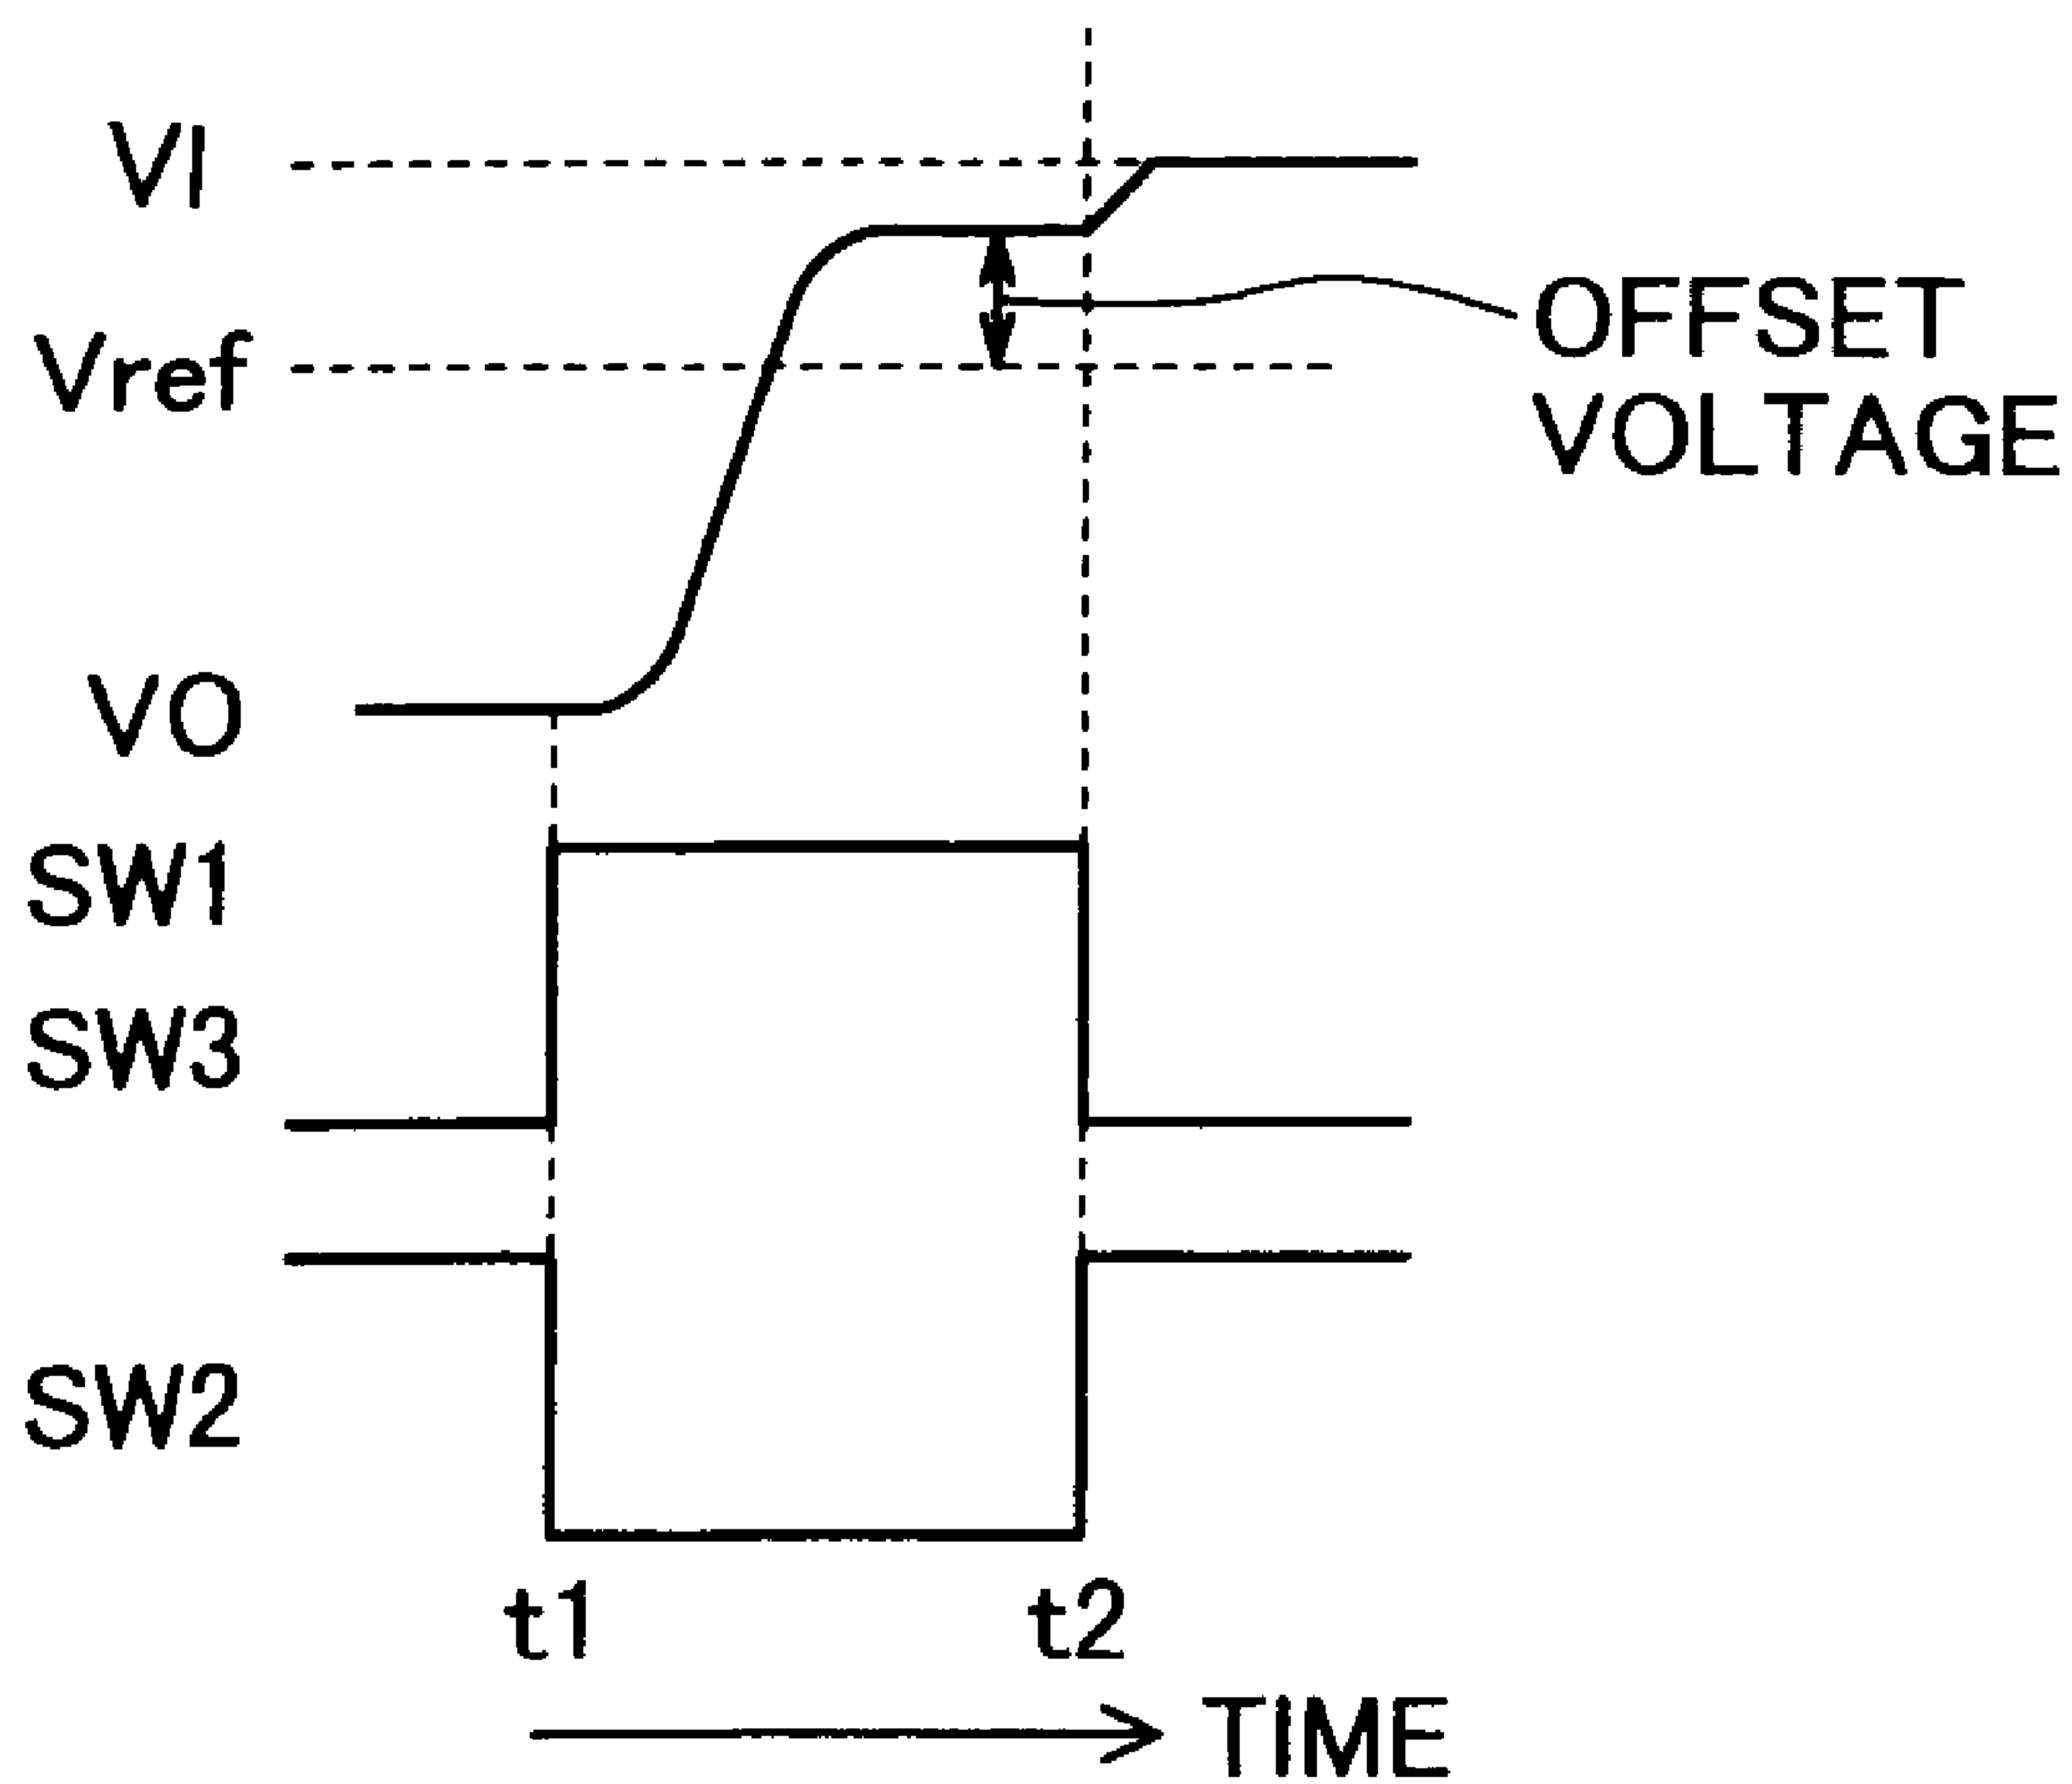 VI
Vref
OFFSET
VOLTAGE
VO
SW1
SW3
SW2
t1 t2
TIME